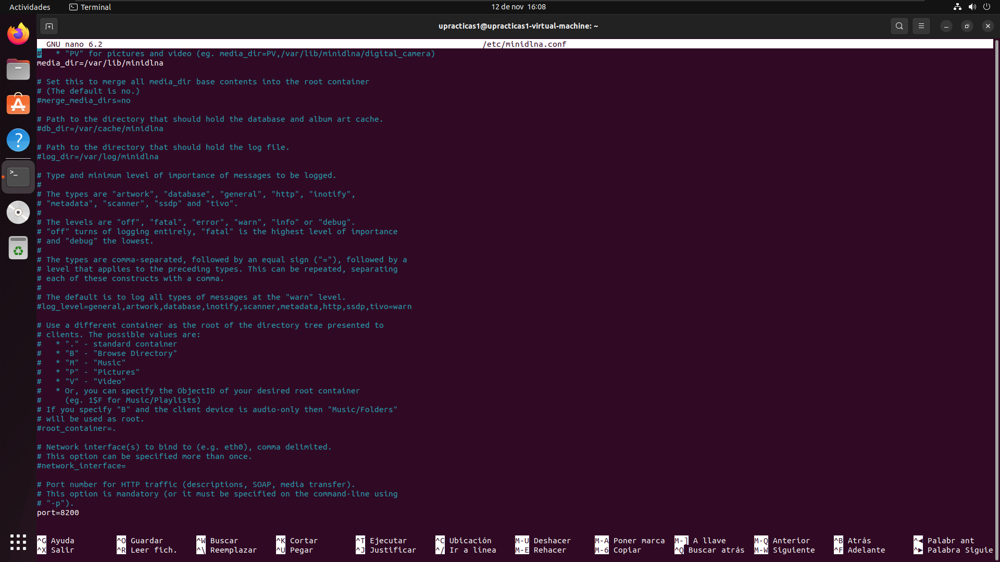 Actividades
Terminal
12 de nov 16:08
upracticas1@upracticas1-virtual-machine: ~
GNU nano 6.2
/etc/minidlna.conf
#   * "PV" for pictures and video (eg. media_dir=PV,/var/lib/minidlna/digital_camera)
media_dir=/var/lib/minidlna
# Set this to merge all media_dir base contents into the root container
# (The default is no.)
#merge_media_dirs=no
# Path to the directory that should hold the database and album art cache.
#db_dir=/var/cache/minidlna
# Path to the directory that should hold the log file.
#log_dir=/var/log/minidlna
# Type and minimum level of importance of messages to be logged.
#
# The types are "artwork", "database", "general", "http", "inotify",
# "metadata", "scanner", "ssdp" and "tivo".
#
# The levels are "off", "fatal", "error", "warn", "info" or "debug".
# "off" turns of logging entirely, "fatal" is the highest level of importance
# and "debug" the lowest.
#
# The types are comma-separated, followed by an equal sign ("="), followed by a
# level that applies to the preceding types. This can be repeated, separating
# each of these constructs with a comma.
#
# The default is to log all types of messages at the "warn" level.
#log_level=general,artwork,database,inotify,scanner,metadata,http,ssdp,tivo=warn
# Use a different container as the root of the directory tree presented to
# clients. The possible values are:
#   * "." - standard container
#   * "B" - "Browse Directory"
#   * "M" - "Music"
#   * "P" - "Pictures"
#   * "V" - "Video"
#   * Or, you can specify the ObjectID of your desired root container
#     (eg. 1$F for Music/Playlists)
# If you specify "B" and the client device is audio-only then "Music/Folders"
# will be used as root.
#root_container=.
# Network interface(s) to bind to (e.g. eth0), comma delimited.
# This option can be specified more than once.
#network_interface=
# Port number for HTTP traffic (descriptions, SOAP, media transfer).
# This option is mandatory (or it must be specified on the command-line using
# "-p").
port=8200
^G Ayuda ^O Guardar ^W Buscar ^K Cortar ^T Ejecutar ^C Ubicación M-U Deshacer M-A Poner marca M-] A llave M-Q Anterior ^B Atrás ^◀ Palabr ant
^X Salir ^R Leer fich. ^\ Reemplazar ^U Pegar ^J Justificar ^/ Ir a línea M-E Rehacer M-6 Copiar ^Q Buscar atrás M-W Siguiente ^F Adelante ^▶ Palabra Siguie